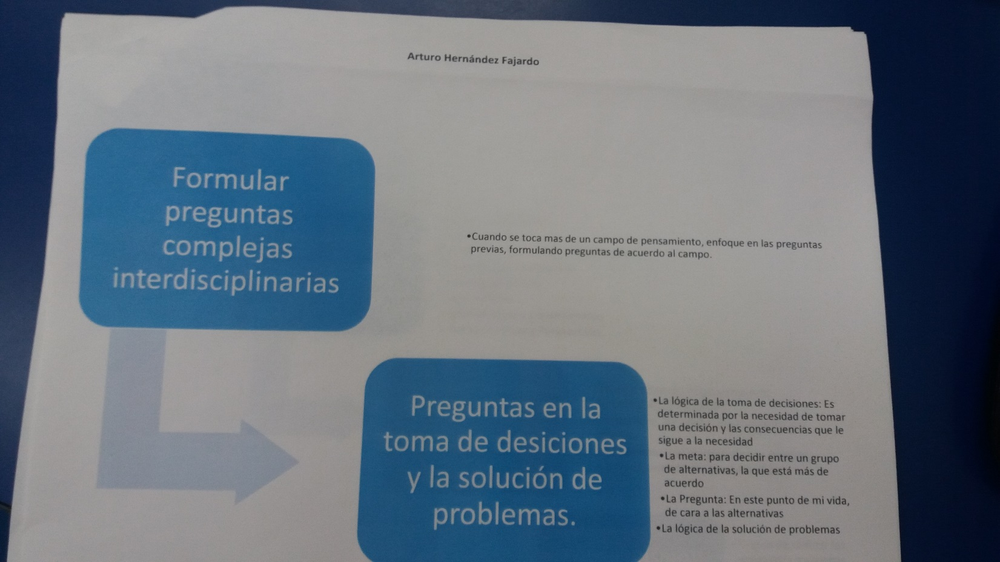 Arturo Hernández Fajardo
Formular
preguntas
complejas
interdisciplinarias
•Cuando se toca mas de un campo de pensamiento, enfoque en las preguntas
previas, formulando preguntas de acuerdo al campo.
Preguntas en la
toma de desiciones
y la solución de
problemas.
•La lógica de la toma de decisiones: Es
determinada por la necesidad de tomar
una decisión y las consecuencias que le
sigue a la necesidad
•La meta: para decidir entre un grupo
de alternativas, la que está más de
acuerdo
•La Pregunta: En este punto de mi vida,
de cara a las alternativas
•La lógica de la solución de problemas